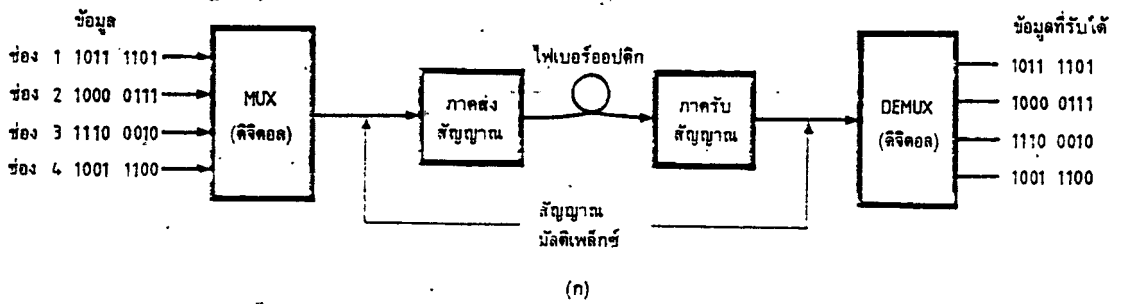 ข้อมูล
ช่อง 1 1011 1101
ช่อง 2 1000 0111
ช่อง 3 1110 0010
ช่อง 4 1001 1100
MUX
(ดิจิตอล)
ภาคส่ง
สัญญาณ
ไฟเบอร์ออปติก
ภาครับ
สัญญาณ
DEMUX
(ดิจิตอล)
ข้อมูลที่รับได้
1011 1101
1000 0111
1110 0010
1001 1100
สัญญาณ
มัลติเพล็กซ์
(ก)